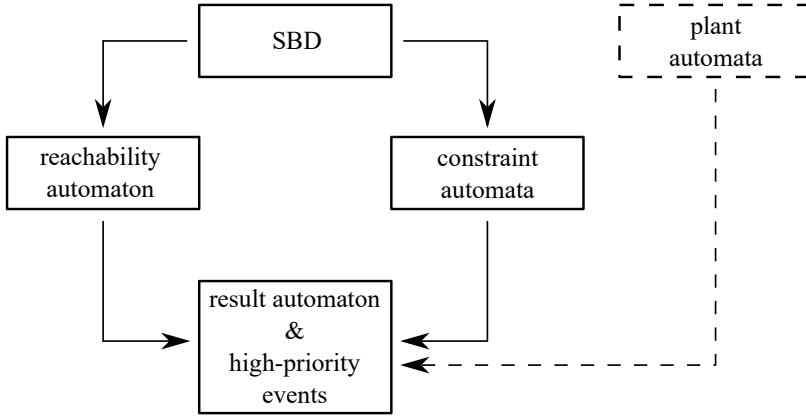 SBD
plant
automata
reachability
automaton
constraint
automata
result automaton
&
high-priority
events